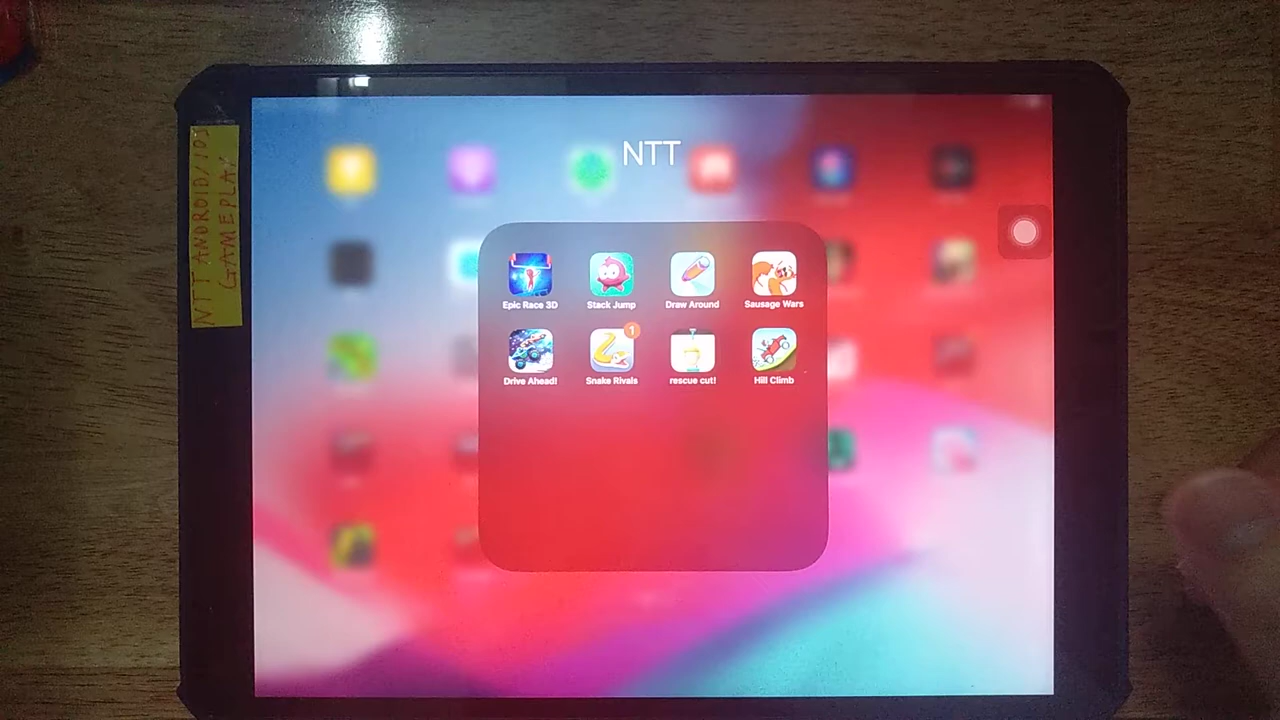 NTT ANDROID/IOS
GAMEPLAY
NTT
Epic Race 3D
Stack Jump
Draw Around
Sausage Wars
Drive Ahead!
1
Snake Rivals
rescue cut!
Hill Climb